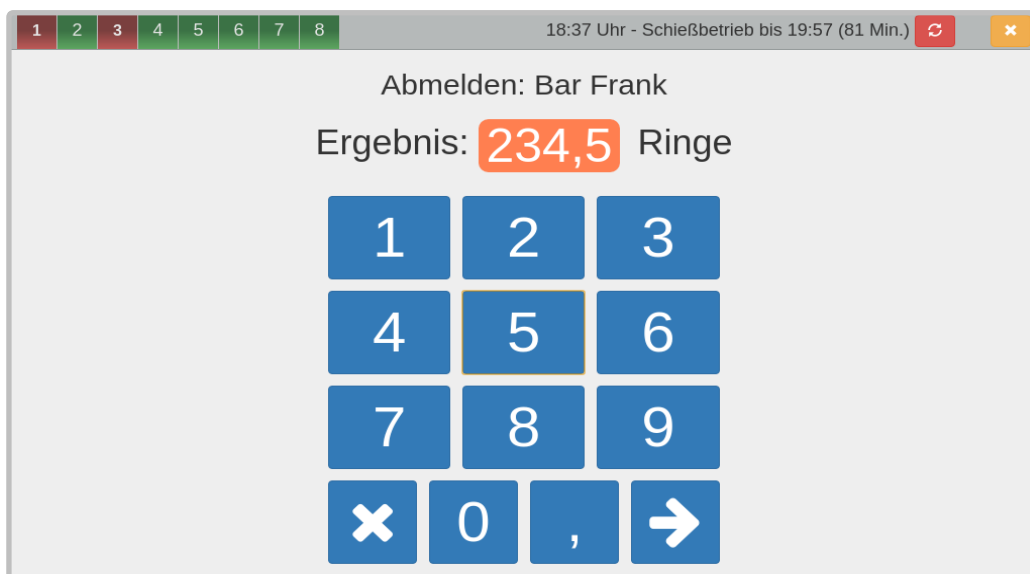 1 2 3 4 5 6 7 8 18:37 Uhr - Schießbetrieb bis 19:57 (81 Min.)
Abmelden: Bar Frank
Ergebnis: 234,5 Ringe
1 2 3
4 5 6
7 8 9
0 ,